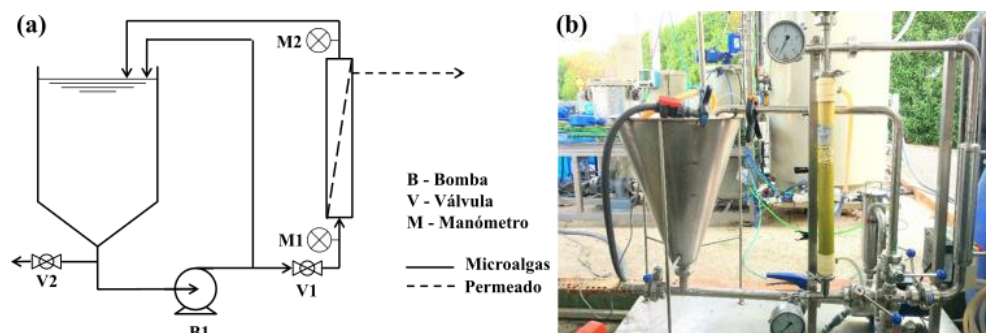 (a)
M2
B - Bomba
V - Válvula
M - Manómetro
M1
V2
V1
Microalgas
Permeado
B1
(b)